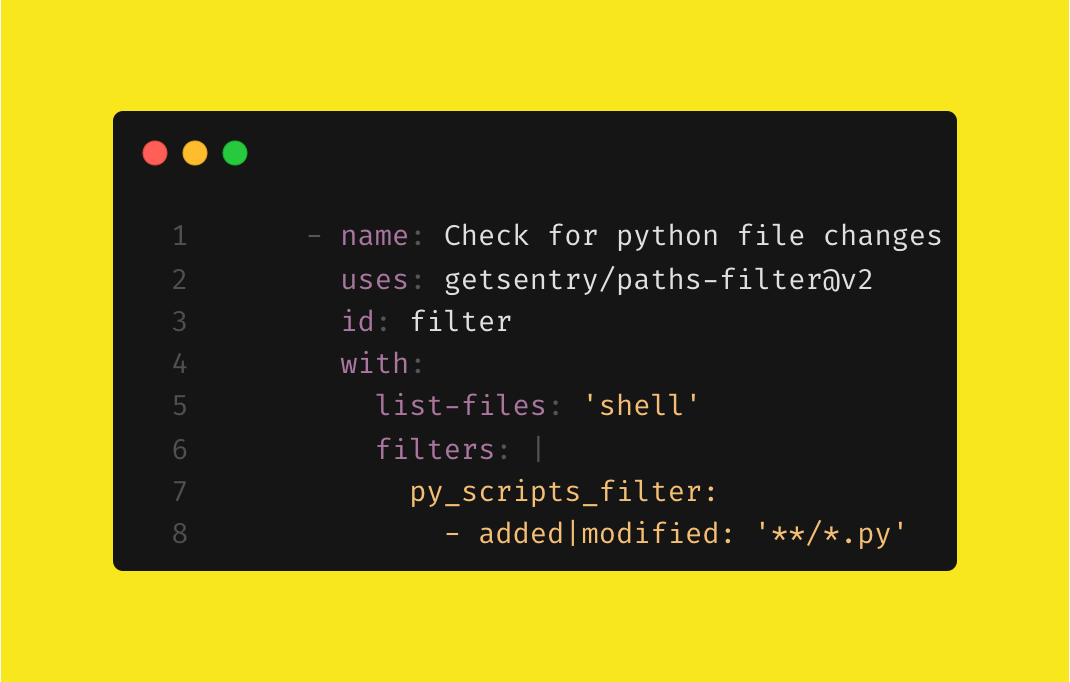 1 - name: Check for python file changes
2 uses: getsentry/paths-filter@v2
3 id: filter
4 with:
5 list-files: 'shell'
6 filters: |
7 py_scripts_filter:
8 - added|modified: '**/*.py'